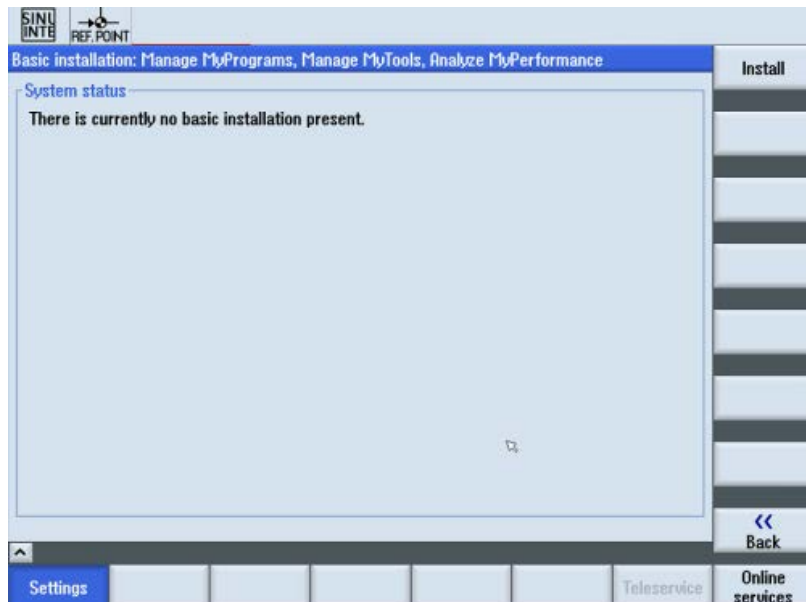 SINU
INTE
REF. POINT
Basic installation: Manage MyPrograms, Manage MyTools, Analyze MyPerformance
Install
System status
There is currently no basic installation present.
<<
Back
Settings
Teleservice
Online
services